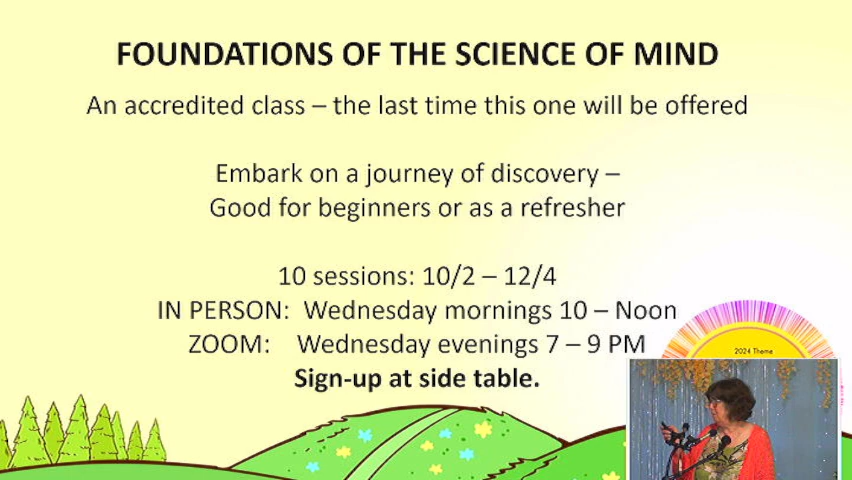 FOUNDATIONS OF THE SCIENCE OF MIND
An accredited class – the last time this one will be offered
Embark on a journey of discovery –
Good for beginners or as a refresher
10 sessions: 10/2 – 12/4
IN PERSON: Wednesday mornings 10 – Noon
ZOOM: Wednesday evenings 7 – 9 PM
Sign-up at side table.
2024 Theme